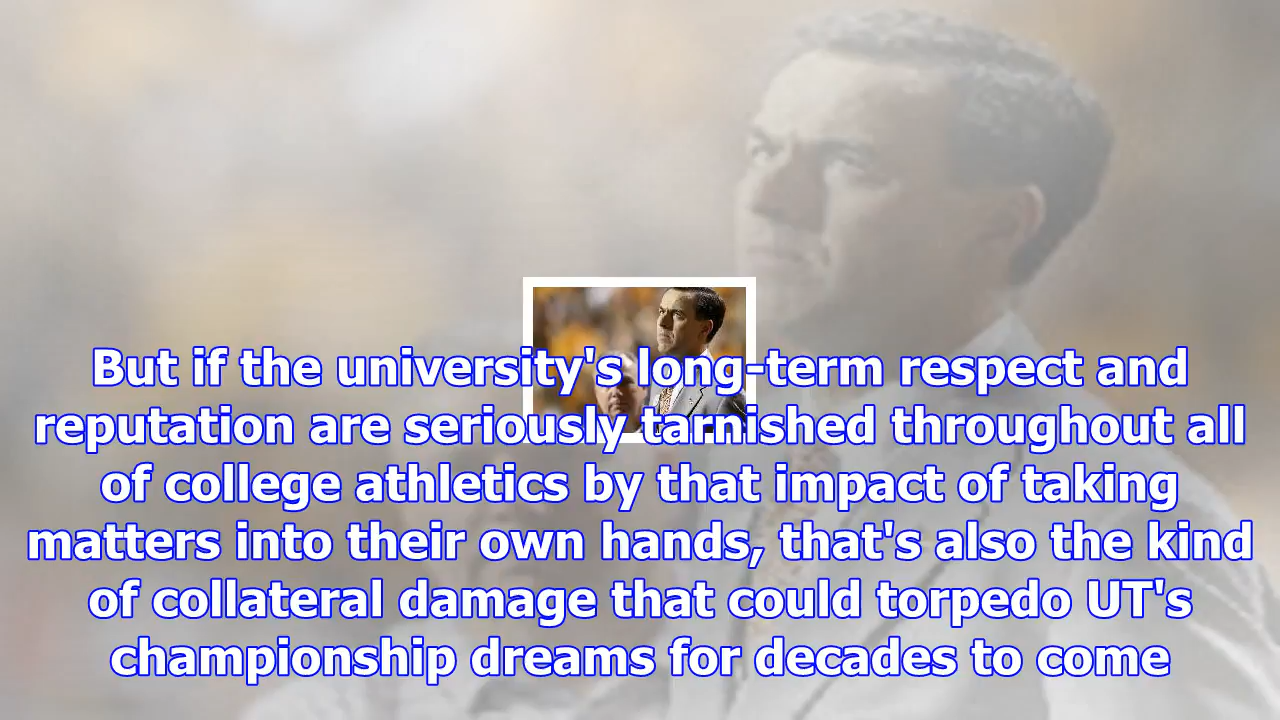 But if the university's long-term respect and
reputation are seriously tarnished throughout all
of college athletics by that impact of taking
matters into their own hands, that's also the kind
of collateral damage that could torpedo UT's
championship dreams for decades to come